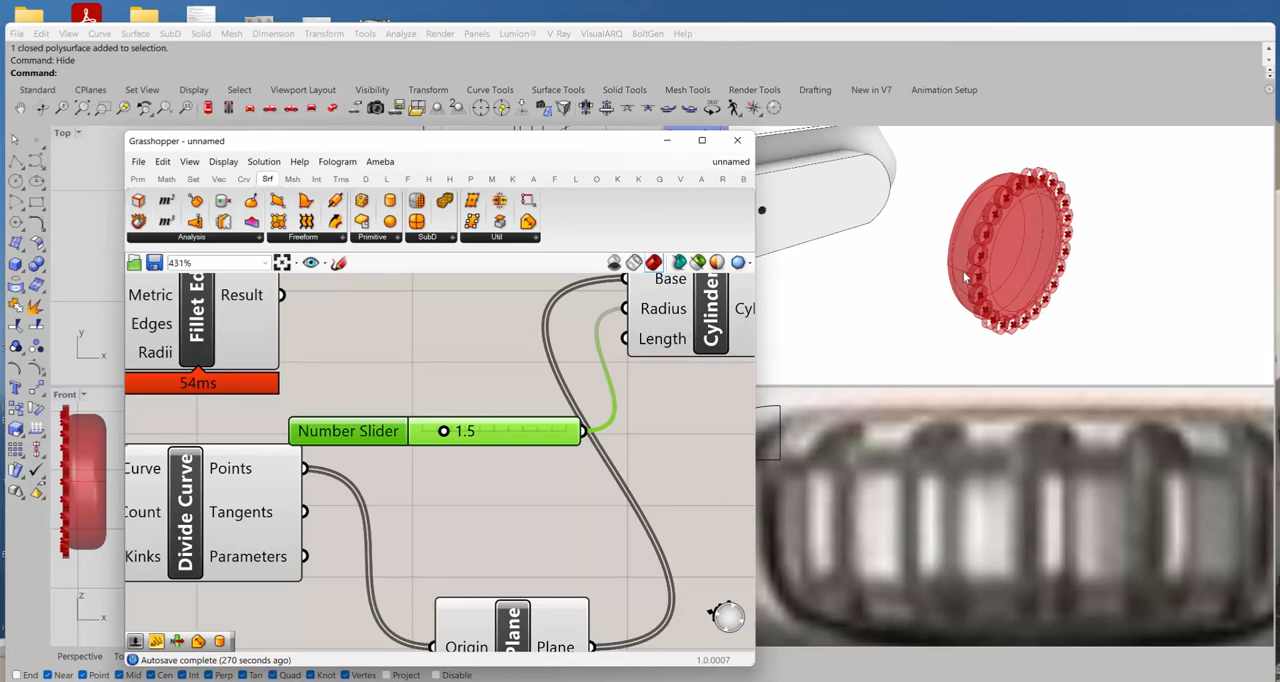 File Edit View Curve Surface SubD Solid Mesh Dimension Transform Tools Analyze Render Panels Lumion® V Ray VisualARQ BoltGen Help
1 closed polysurface added to selection.
Command: Hide
Command:
Standard CPlanes Set View Display Select Viewport Layout Visibility Transform Curve Tools Surface Tools Solid Tools Mesh Tools Render Tools Drafting New in V7 Animation Setup
Top
Grasshopper - unnamed
File Edit View Display Solution Help Fologram Ameba unnamed
Prm Math Set Vec Crv Srf Msh Int Trns D L F H H P M K A F L O K K G V A R B
m²
m³
Analysis Freeform Primitive SubD Util
431%
Metric
Edges
Radii
Fillet Ed
Result
54ms
Base
Radius
Length
Cylinder
Cyl
Number Slider 1.5
Curve
Count
Kinks
Divide Curve
Points
Tangents
Parameters
Origin
Plane
Plane
y
x
Front
z
x
Perspective To
Autosave complete (270 seconds ago) 1.0.0007
End Near Point Mid Cen Int Perp Tan Quad Knot Vertex Project Disable